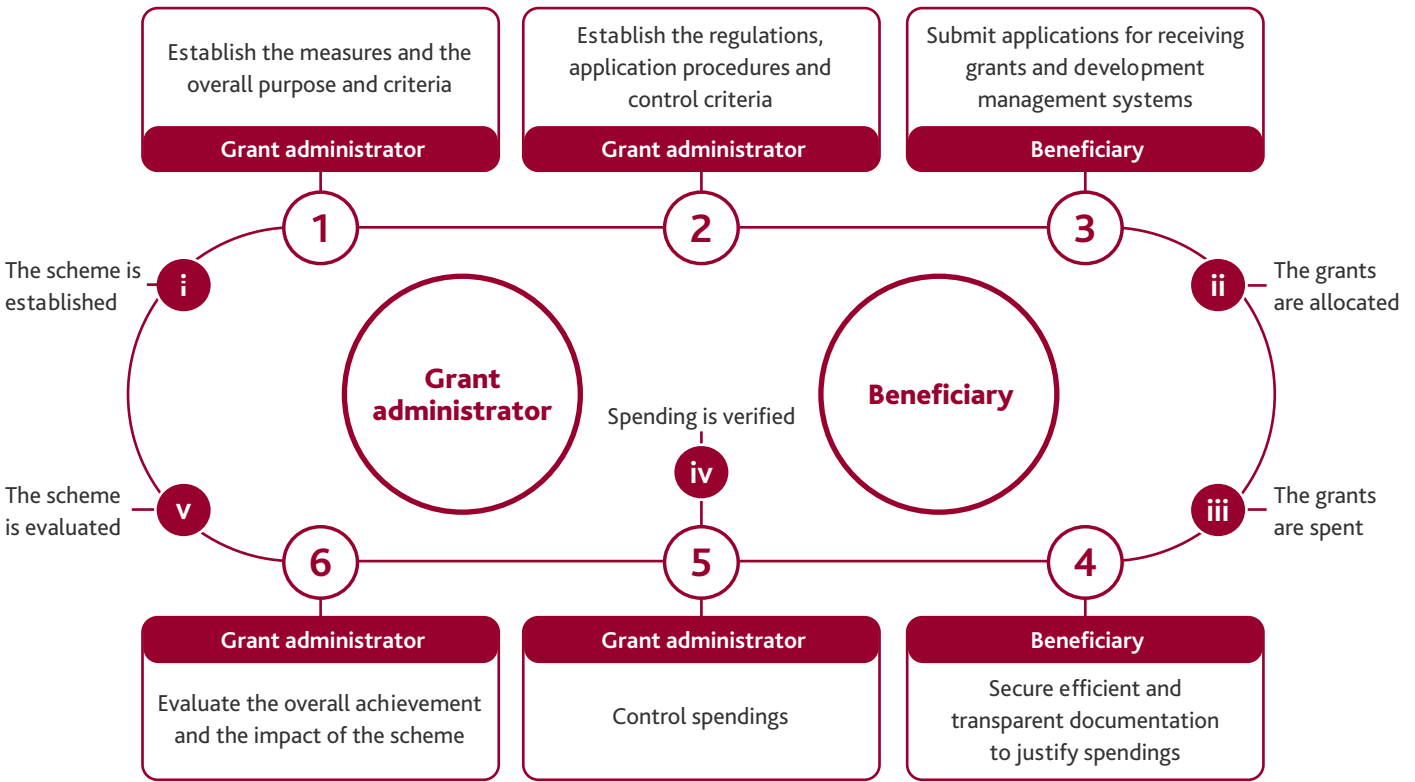 Establish the measures and the
overall purpose and criteria
Grant administrator
Establish the regulations,
application procedures and
control criteria
Grant administrator
Submit applications for receiving
grants and development
management systems
Beneficiary
1
2
3
The scheme is
established
i
ii
The grants
are allocated
Grant
administrator
Beneficiary
Spending is verified
iv
The scheme
is evaluated
v
iii
The grants
are spent
6
5
4
Grant administrator
Evaluate the overall achievement
and the impact of the scheme
Grant administrator
Control spendings
Beneficiary
Secure efficient and
transparent documentation
to justify spendings